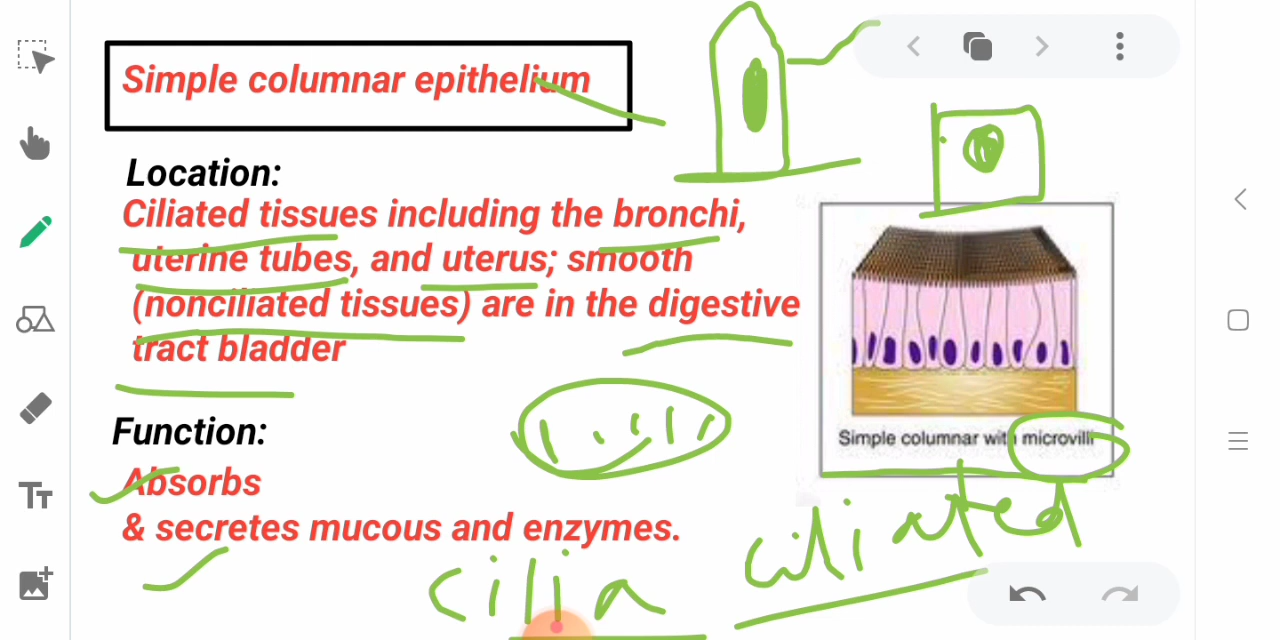 Simple columnar epithelium
Location:
Ciliated tissues including the bronchi,
uterine tubes, and uterus; smooth
(nonciliated tissues) are in the digestive
tract bladder
Function:
Absorbs
& secretes mucous and enzymes.
Simple columnar with microvilli
ciliated
cilia
TT